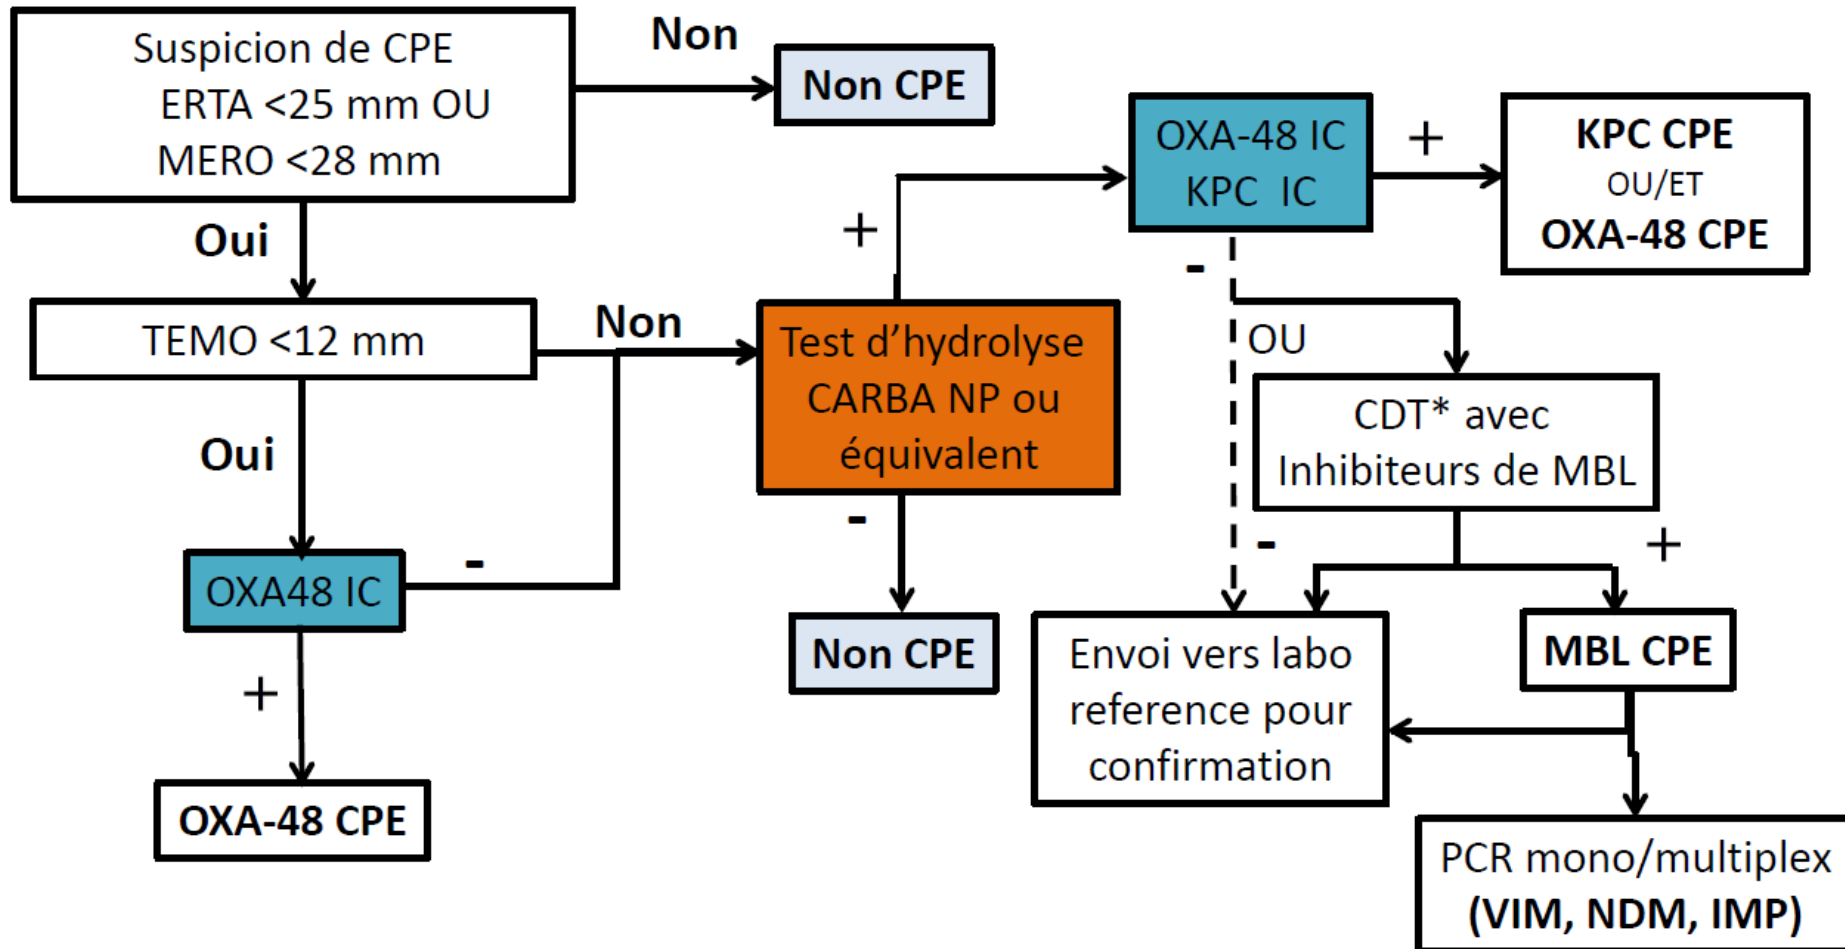 Suspicion de CPE
ERTA <25 mm OU
MERO <28 mm
Non
Non CPE
Oui
TEMO <12 mm
Non
Oui
OXA48 IC
-
+
OXA-48 CPE
Test d'hydrolyse
CARBA NP ou
équivalent
+
-
Non CPE
OXA-48 IC
KPC IC
+
KPC CPE
OU/ET
OXA-48 CPE
-
OU
CDT* avec
Inhibiteurs de MBL
-
+
Envoi vers labo
reference pour
confirmation
MBL CPE
PCR mono/multiplex
(VIM, NDM, IMP)